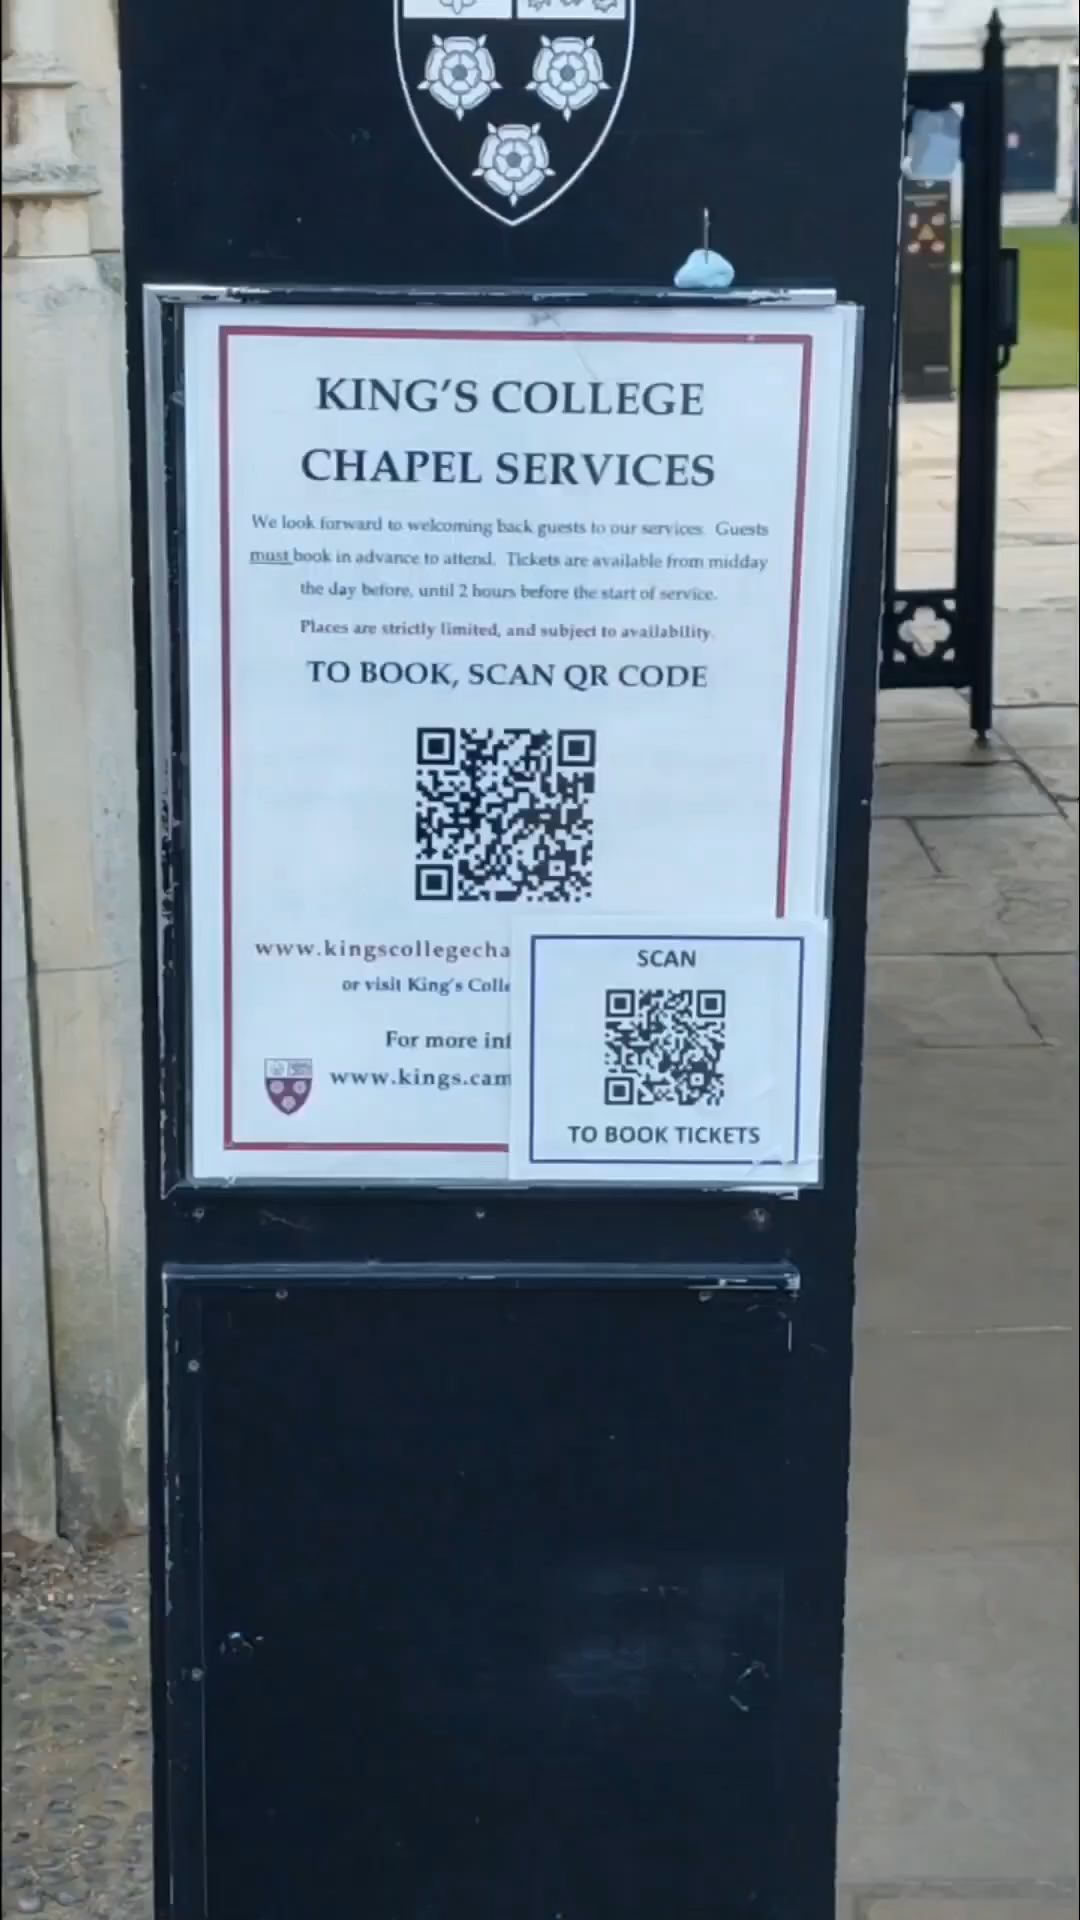 KING'S COLLEGE
CHAPEL SERVICES
We look forward to welcoming back guests to our services. Guests
must book in advance to attend. Tickets are available from midday
the day before, until 2 hours before the start of service.
Places are strictly limited, and subject to availability.
TO BOOK, SCAN QR CODE
www.kingscollegecha
or visit King's Colle
For more inf
www.kings.cam
SCAN
TO BOOK TICKETS